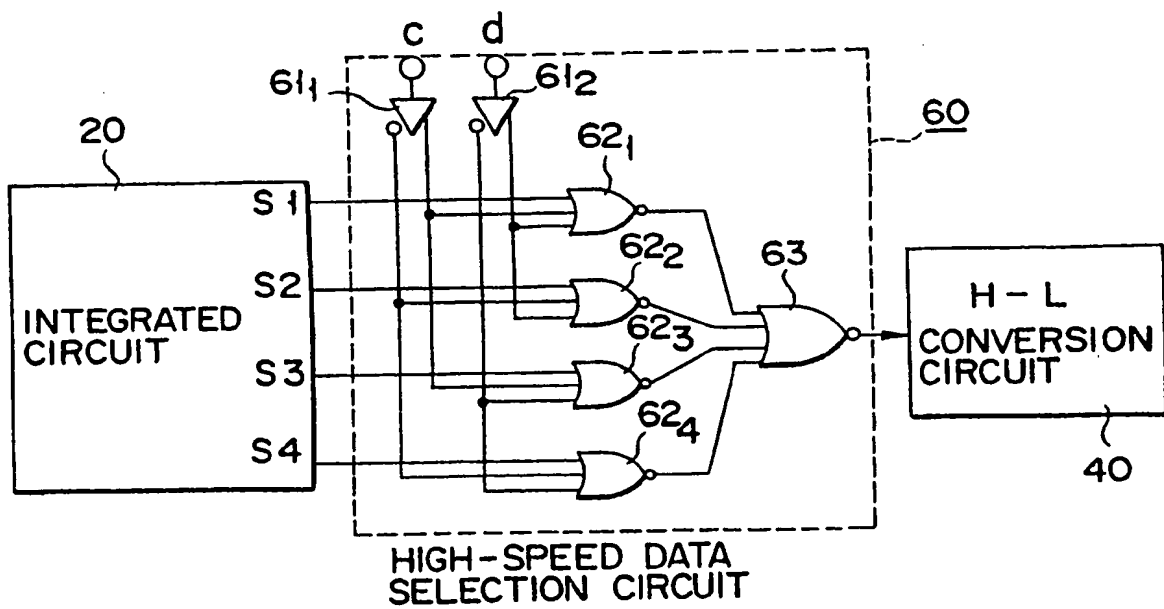 c d
61₁ 61₂
60
20
62₁
S1
62₂
63
S2
H-L
INTEGRATED
CIRCUIT
CONVERSION
CIRCUIT
62₃
S3
62₄
S4
40
HIGH-SPEED DATA
SELECTION CIRCUIT